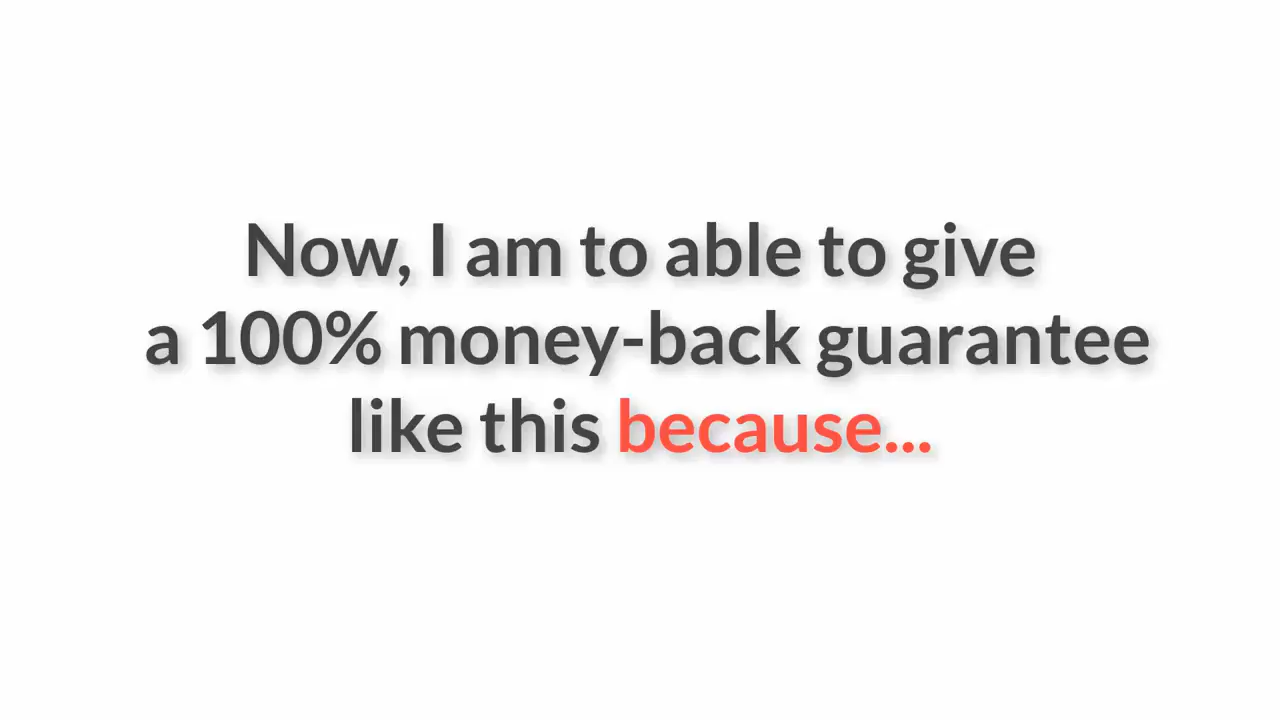 Now, I am to able to give
a 100% money-back guarantee
like this because...